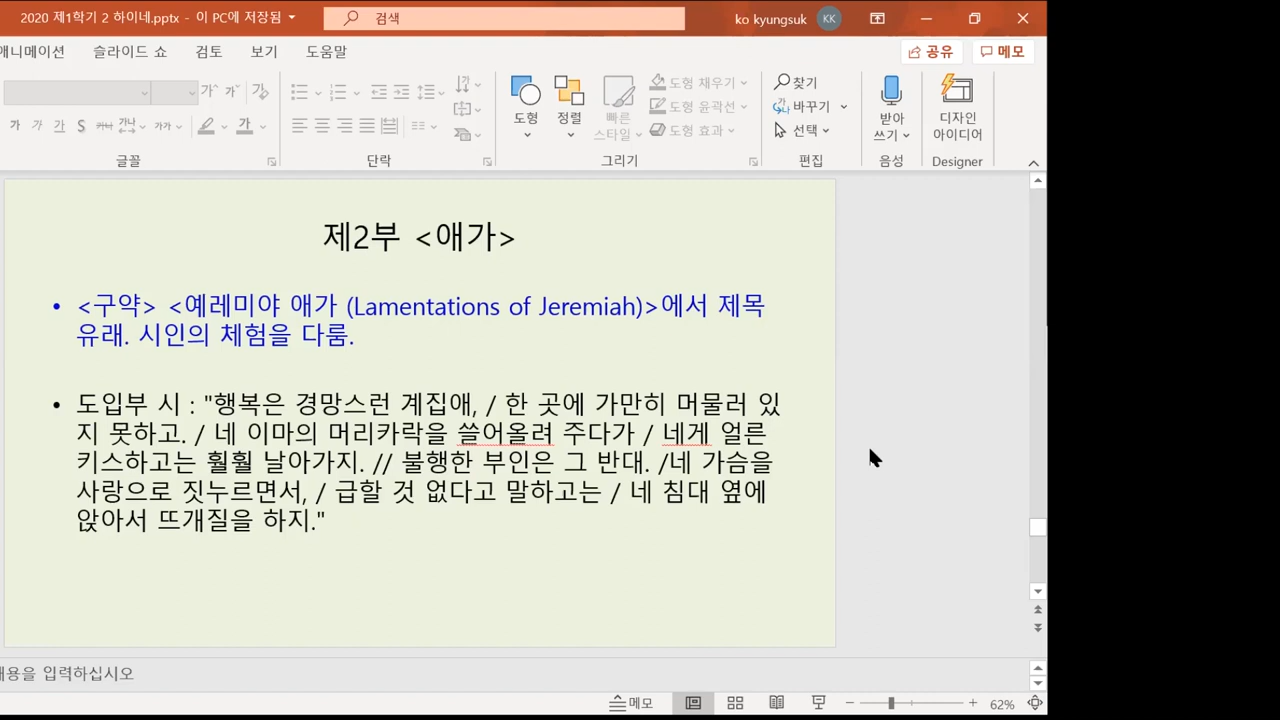 2020 제1학기 2 하이네.pptx - 이 PC에 저장됨
검색
ko kyungsuk KK
애니메이션 슬라이드 쇼 검토 보기 도움말
공유 메모
도형 정렬 빠른 스타일
도형 채우기
도형 윤곽선
도형 효과
찾기
바꾸기
선택
받아쓰기
디자인 아이디어
글꼴 단락 그리기 편집 음성 Designer
제2부 <애가>
• <구약> <예레미야 애가 (Lamentations of Jeremiah)>에서 제목
유래. 시인의 체험을 다룸.
• 도입부 시 : "행복은 경망스런 계집애, / 한 곳에 가만히 머물러 있
지 못하고. / 네 이마의 머리카락을 쓸어올려 주다가 / 네게 얼른
키스하고는 훨훨 날아가지. // 불행한 부인은 그 반대. /네 가슴을
사랑으로 짓누르면서, / 급할 것 없다고 말하고는 / 네 침대 옆에
앉아서 뜨개질을 하지."
내용을 입력하십시오
메모 62%